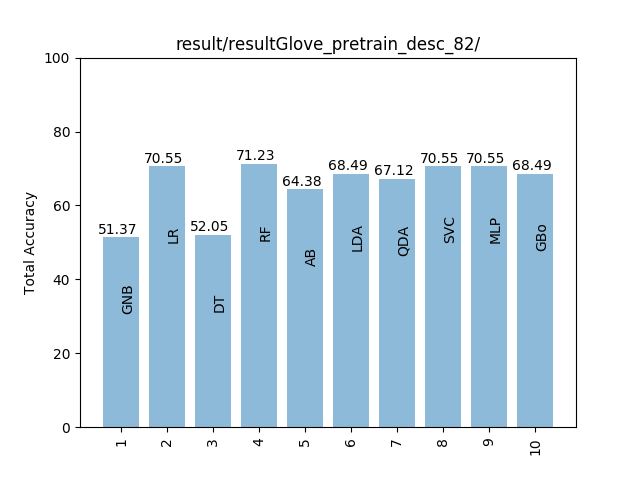 result/resultGlove_pretrain_desc_82/
Total Accuracy
100
80
60
40
20
0
51.37
70.55
52.05
71.23
64.38
68.49
67.12
70.55
70.55
68.49
GNB
LR
DT
RF
AB
LDA
QDA
SVC
MLP
GBo
1
2
3
4
5
6
7
8
9
10